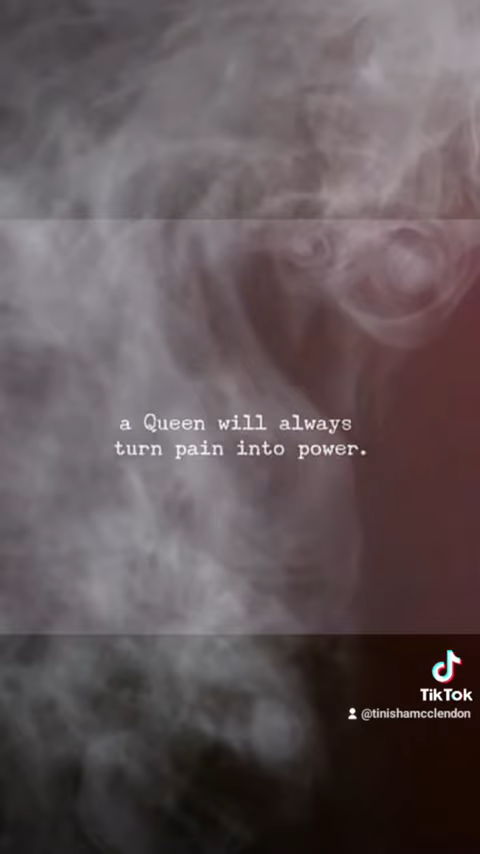 a Queen will always
turn pain into power.
TikTok
@tinishamcclendon